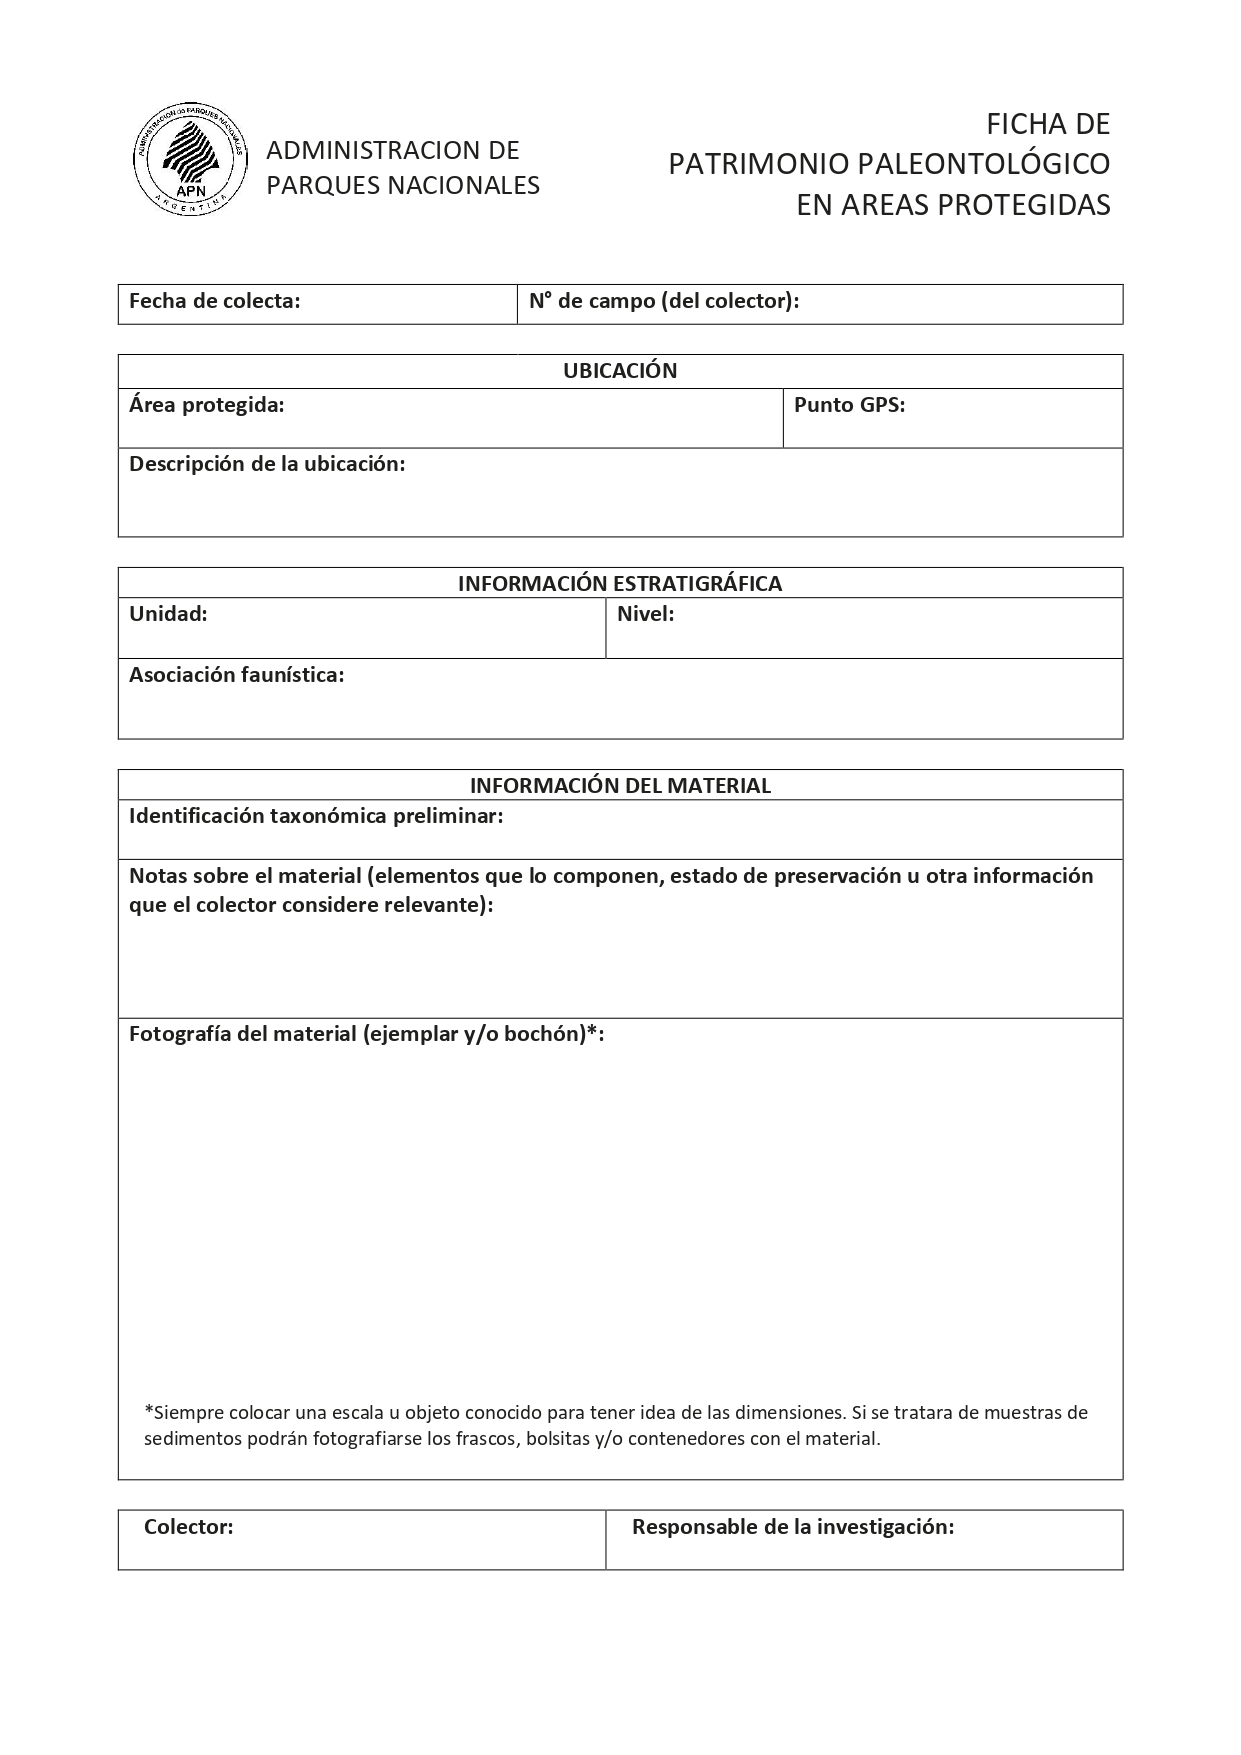 ADMINISTRACION de PARQUES NACIONALES
APN
ARGENTINA
ADMINISTRACION DE
PARQUES NACIONALES
FICHA DE
PATRIMONIO PALEONTOLÓGICO
EN AREAS PROTEGIDAS
Fecha de colecta:
N° de campo (del colector):
UBICACIÓN
Área protegida:
Punto GPS:
Descripción de la ubicación:
INFORMACIÓN ESTRATIGRÁFICA
Unidad:
Nivel:
Asociación faunística:
INFORMACIÓN DEL MATERIAL
Identificación taxonómica preliminar:
Notas sobre el material (elementos que lo componen, estado de preservación u otra información
que el colector considere relevante):
Fotografía del material (ejemplar y/o bochón)*:
*Siempre colocar una escala u objeto conocido para tener idea de las dimensiones. Si se tratara de muestras de
sedimentos podrán fotografiarse los frascos, bolsitas y/o contenedores con el material.
Colector:
Responsable de la investigación: